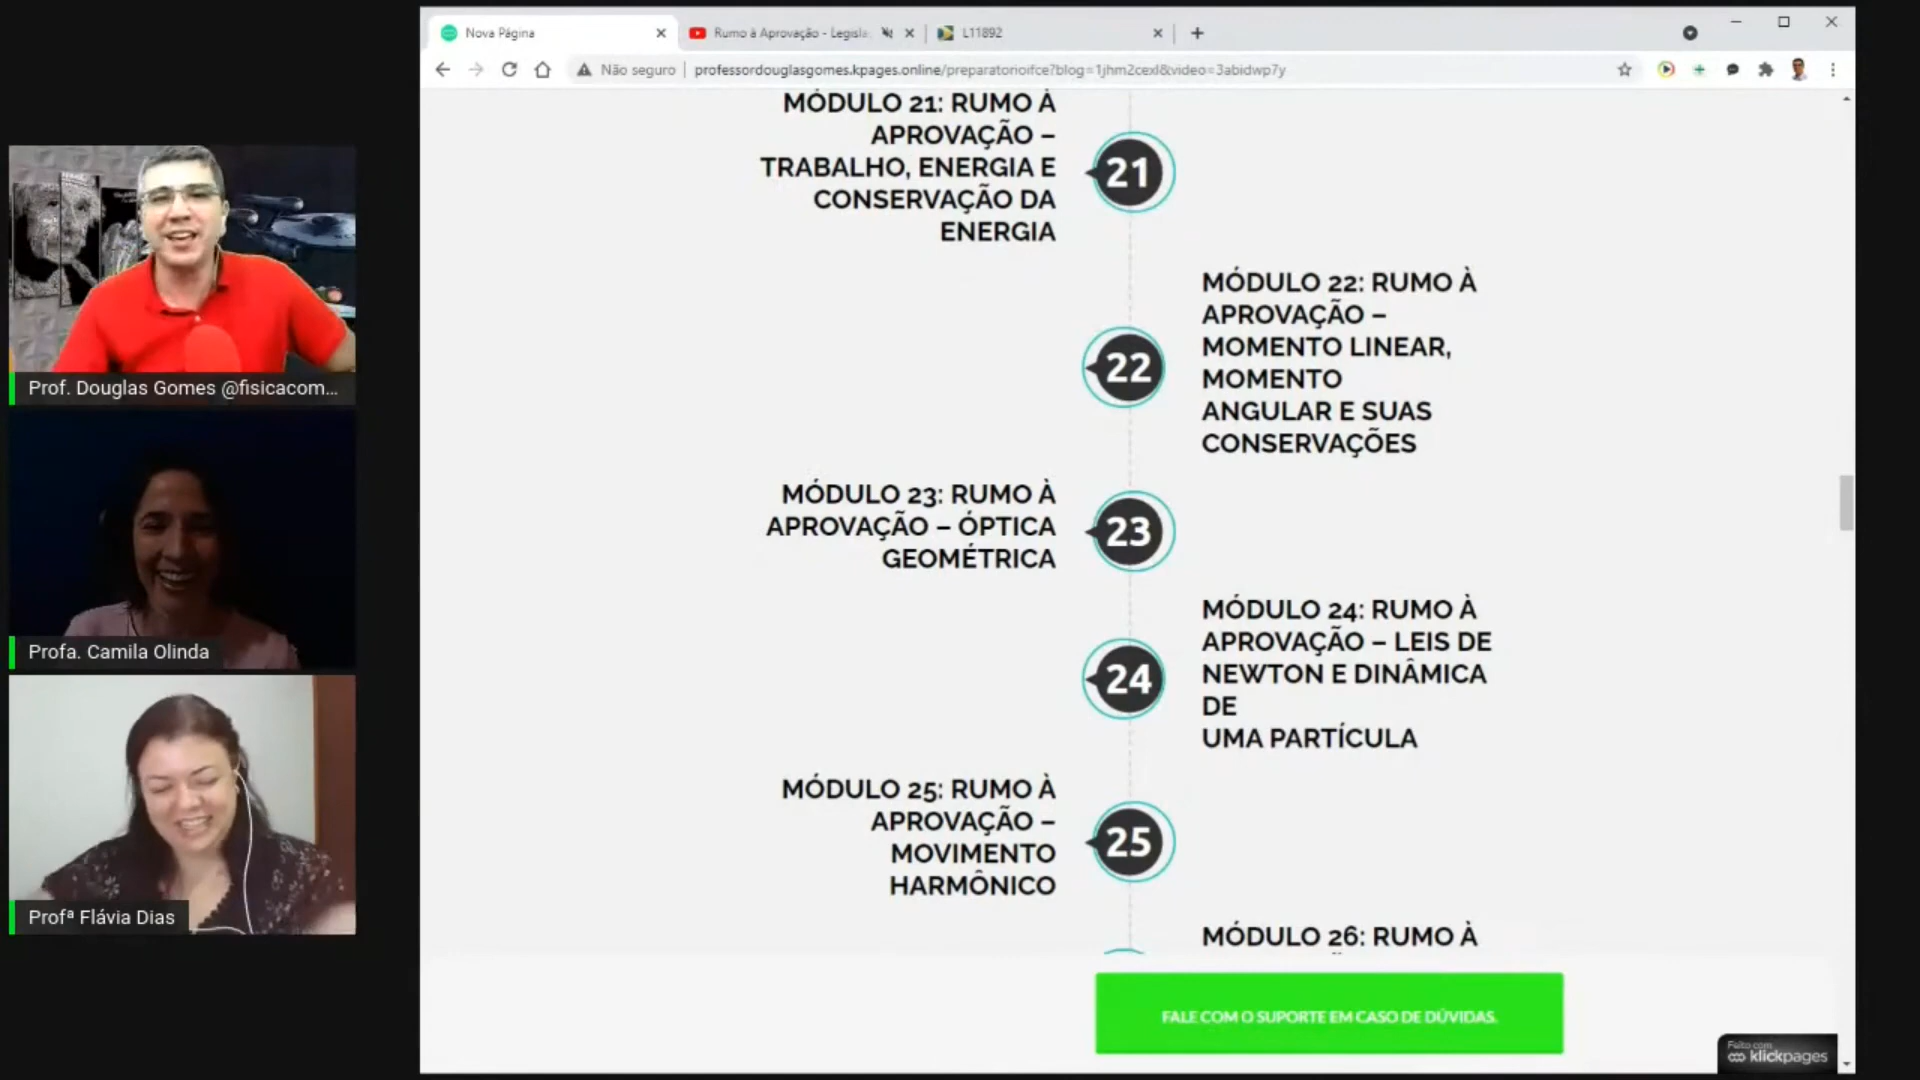 Nova Página
Rumo à Aprovação - Legisla
L11892
Não seguro
professordouglasgomes.kpages.online/preparatorioifce?blog=1jhm2cexl&video=3abidwp7y
Prof. Douglas Gomes @fisicacom...
Profa. Camila Olinda
Profª Flávia Dias
MÓDULO 21: RUMO À
APROVAÇÃO –
TRABALHO, ENERGIA E
CONSERVAÇÃO DA
ENERGIA
21
MÓDULO 22: RUMO À
APROVAÇÃO –
MOMENTO LINEAR,
MOMENTO
ANGULAR E SUAS
CONSERVAÇÕES
22
MÓDULO 23: RUMO À
APROVAÇÃO – ÓPTICA
GEOMÉTRICA
23
MÓDULO 24: RUMO À
APROVAÇÃO – LEIS DE
NEWTON E DINÂMICA
DE
UMA PARTÍCULA
24
MÓDULO 25: RUMO À
APROVAÇÃO –
MOVIMENTO
HARMÔNICO
25
MÓDULO 26: RUMO À
FALE COM O SUPORTE EM CASO DE DÚVIDAS.
Feito com
klickpages